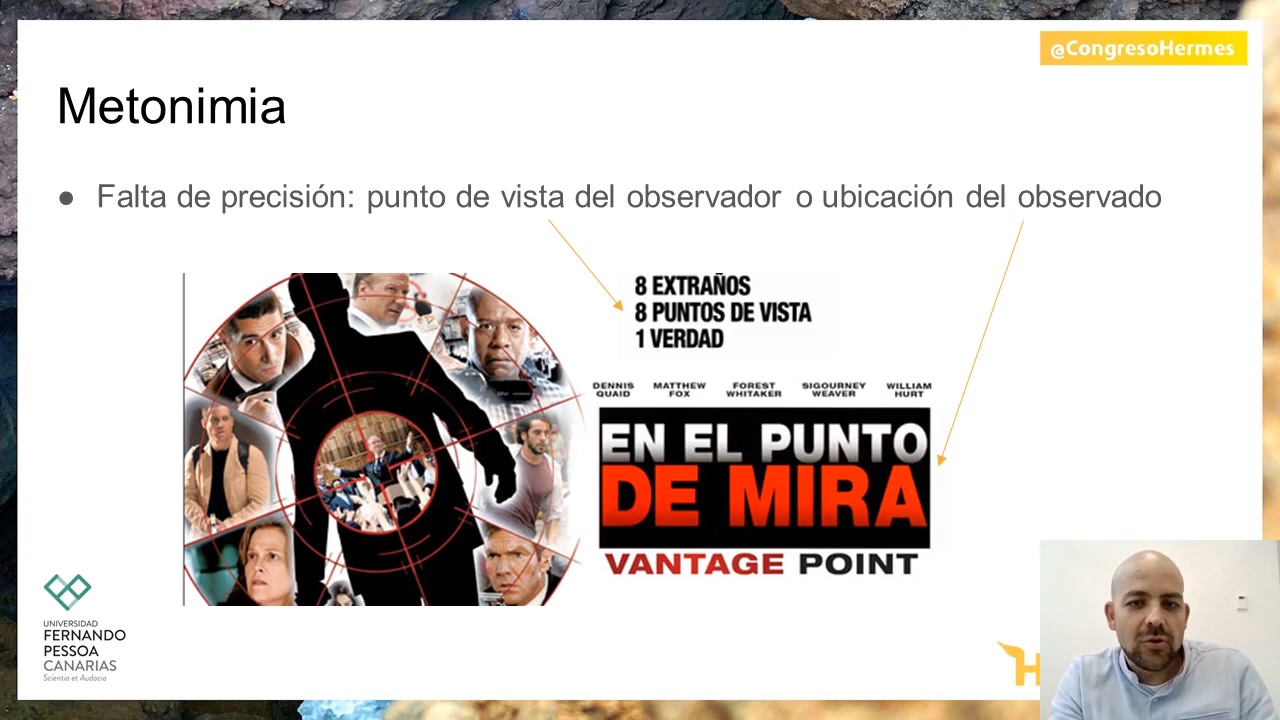 @CongresoHermes
Metonimia
● Falta de precisión: punto de vista del observador o ubicación del observado
8 EXTRAÑOS
8 PUNTOS DE VISTA
1 VERDAD
DENNIS QUAID MATTHEW FOX FOREST WHITAKER SIGOURNEY WEAVER WILLIAM HURT
EN EL PUNTO
DE MIRA
VANTAGE POINT
UNIVERSIDAD
FERNANDO
PESSOA
CANARIAS
Scientia et Audacia
H